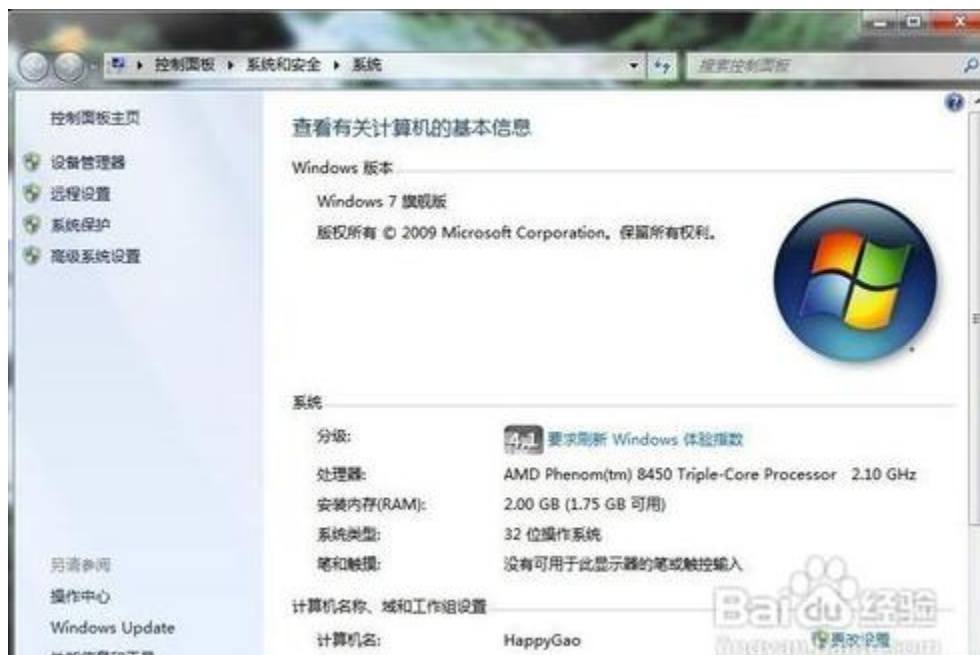 控制面板 ▸ 系统和安全 ▸ 系统
搜索控制面板
控制面板主页
设备管理器
远程设置
系统保护
高级系统设置
另请参阅
操作中心
Windows Update
查看有关计算机的基本信息
Windows 版本
Windows 7 旗舰版
版权所有 © 2009 Microsoft Corporation。保留所有权利。
系统
分级:
4.1 要求刷新 Windows 体验指数
处理器: AMD Phenom(tm) 8450 Triple-Core Processor 2.10 GHz
安装内存(RAM): 2.00 GB (1.75 GB 可用)
系统类型: 32 位操作系统
笔和触摸: 没有可用于此显示器的笔或触控输入
计算机名称、域和工作组设置
计算机名: HappyGao
更改设置
Baidu 经验